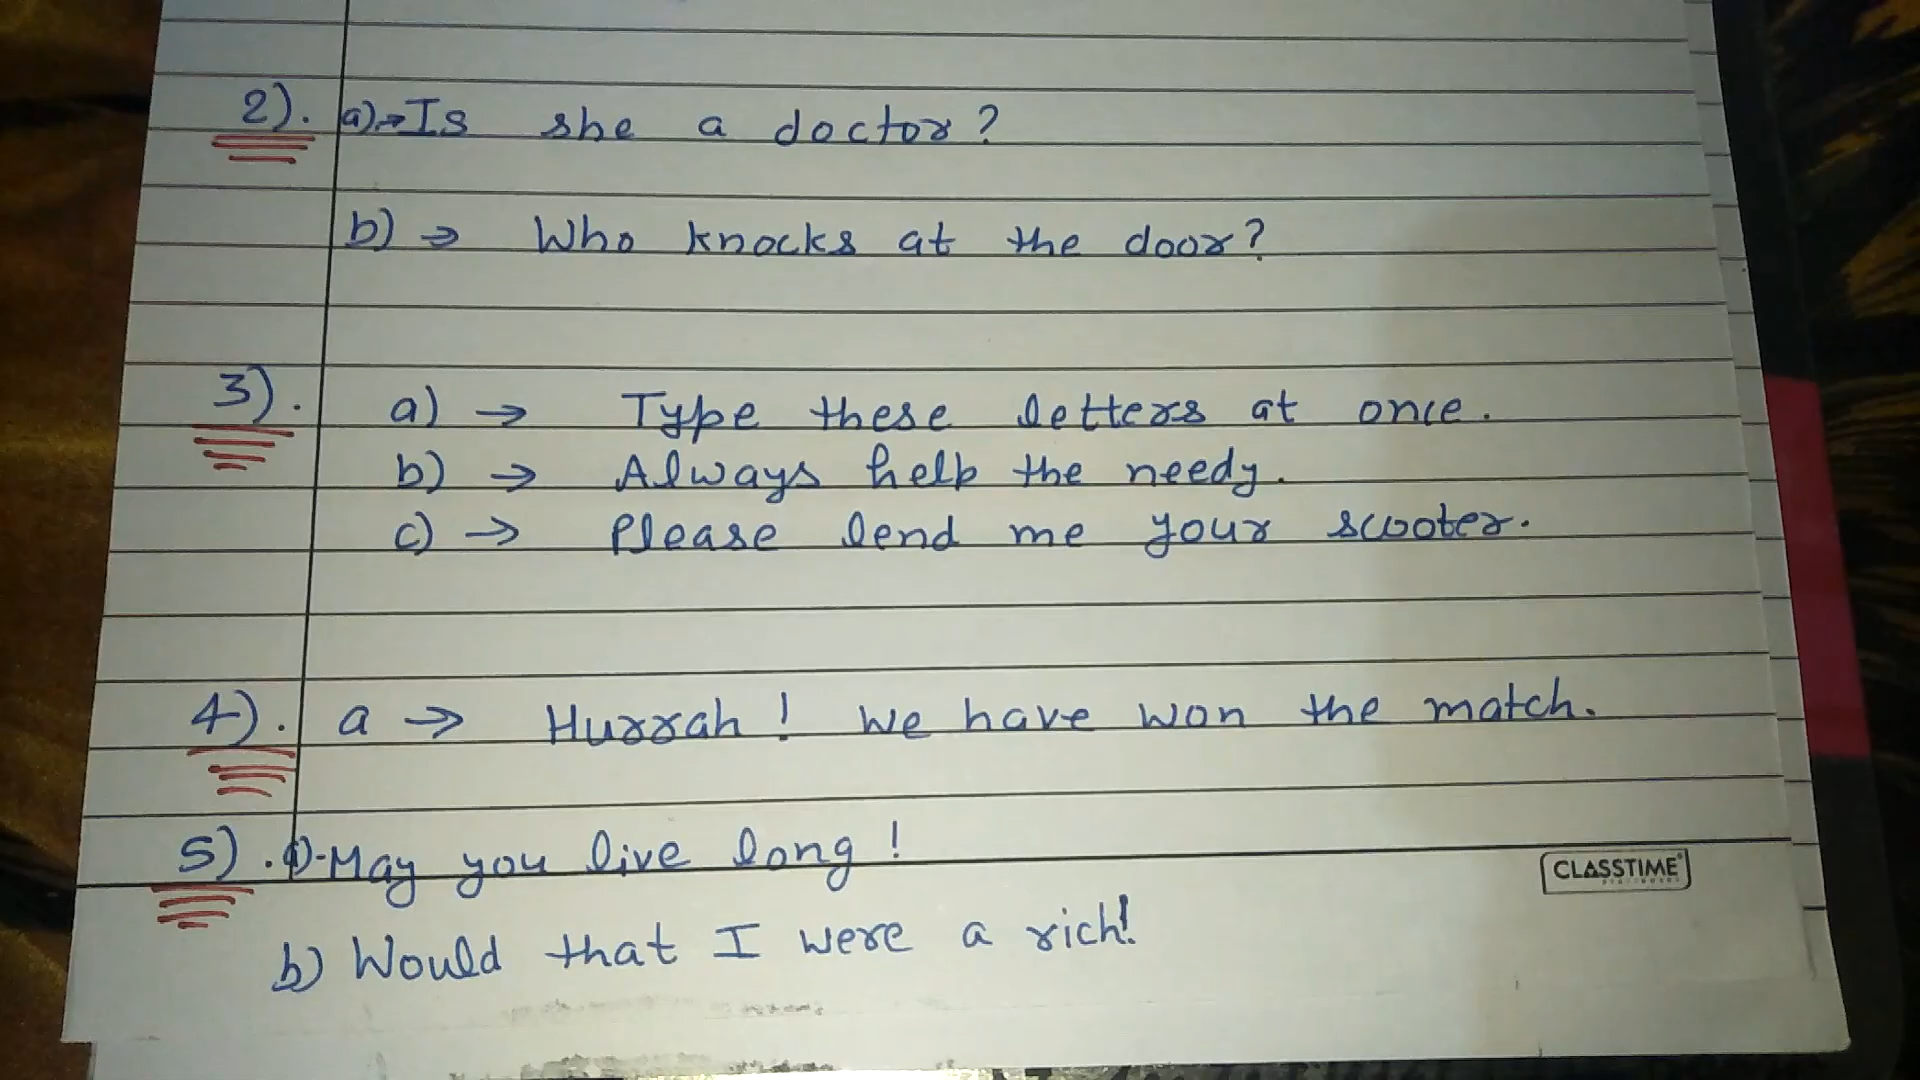 2). a)→ Is she a doctor?
b) → Who knocks at the door?
3). a) → Type these letters at once.
b) → Always help the needy.
c) → Please lend me your scooter.
4). a → Hurrah! We have won the match.
5). a)-May you live long!
CLASSTIME
b) Would that I were a rich!